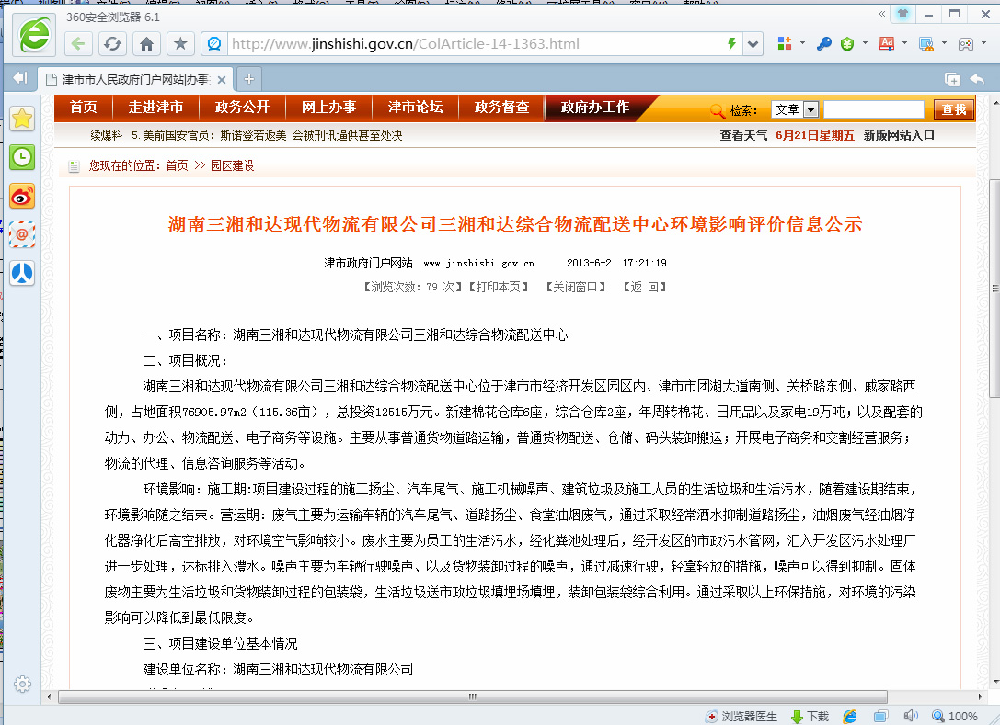 360安全浏览器 6.1
http://www.jinshishi.gov.cn/ColArticle-14-1363.html
津市市人民政府门户网站|办事
首页 走进津市 政务公开 网上办事 津市论坛 政务督查 政府办工作 检索： 文章 查找
续爆料 5.美前国安官员：斯诺登若返美 会被刑讯逼供甚至处决 查看天气 6月21日星期五 新版网站入口
您现在的位置：首页 >> 园区建设
湖南三湘和达现代物流有限公司三湘和达综合物流配送中心环境影响评价信息公示
津市政府门户网站 www.jinshishi.gov.cn 2013-6-2 17:21:19
【浏览次数：79 次】【打印本页】 【关闭窗口】 【返 回】
一、项目名称：湖南三湘和达现代物流有限公司三湘和达综合物流配送中心
二、项目概况：
湖南三湘和达现代物流有限公司三湘和达综合物流配送中心位于津市市经济开发区园区内、津市市团湖大道南侧、关桥路东侧、戚家路西
侧，占地面积76905.97m2（115.36亩），总投资12515万元。新建棉花仓库6座，综合仓库2座，年周转棉花、日用品以及家电19万吨；以及配套的
动力、办公、物流配送、电子商务等设施。主要从事普通货物道路运输，普通货物配送、仓储、码头装卸搬运；开展电子商务和交割经营服务；
物流的代理、信息咨询服务等活动。
环境影响：施工期:项目建设过程的施工扬尘、汽车尾气、施工机械噪声、建筑垃圾及施工人员的生活垃圾和生活污水，随着建设期结束，
环境影响随之结束。营运期：废气主要为运输车辆的汽车尾气、道路扬尘、食堂油烟废气，通过采取经常洒水抑制道路扬尘，油烟废气经油烟净
化器净化后高空排放，对环境空气影响较小。废水主要为员工的生活污水，经化粪池处理后，经开发区的市政污水管网，汇入开发区污水处理厂
进一步处理，达标排入澧水。噪声主要为车辆行驶噪声、以及货物装卸过程的噪声，通过减速行驶，轻拿轻放的措施，噪声可以得到抑制。固体
废物主要为生活垃圾和货物装卸过程的包装袋，生活垃圾送市政垃圾填埋场填埋，装卸包装袋综合利用。通过采取以上环保措施，对环境的污染
影响可以降低到最低限度。
三、项目建设单位基本情况
建设单位名称：湖南三湘和达现代物流有限公司
浏览器医生 下载 100%